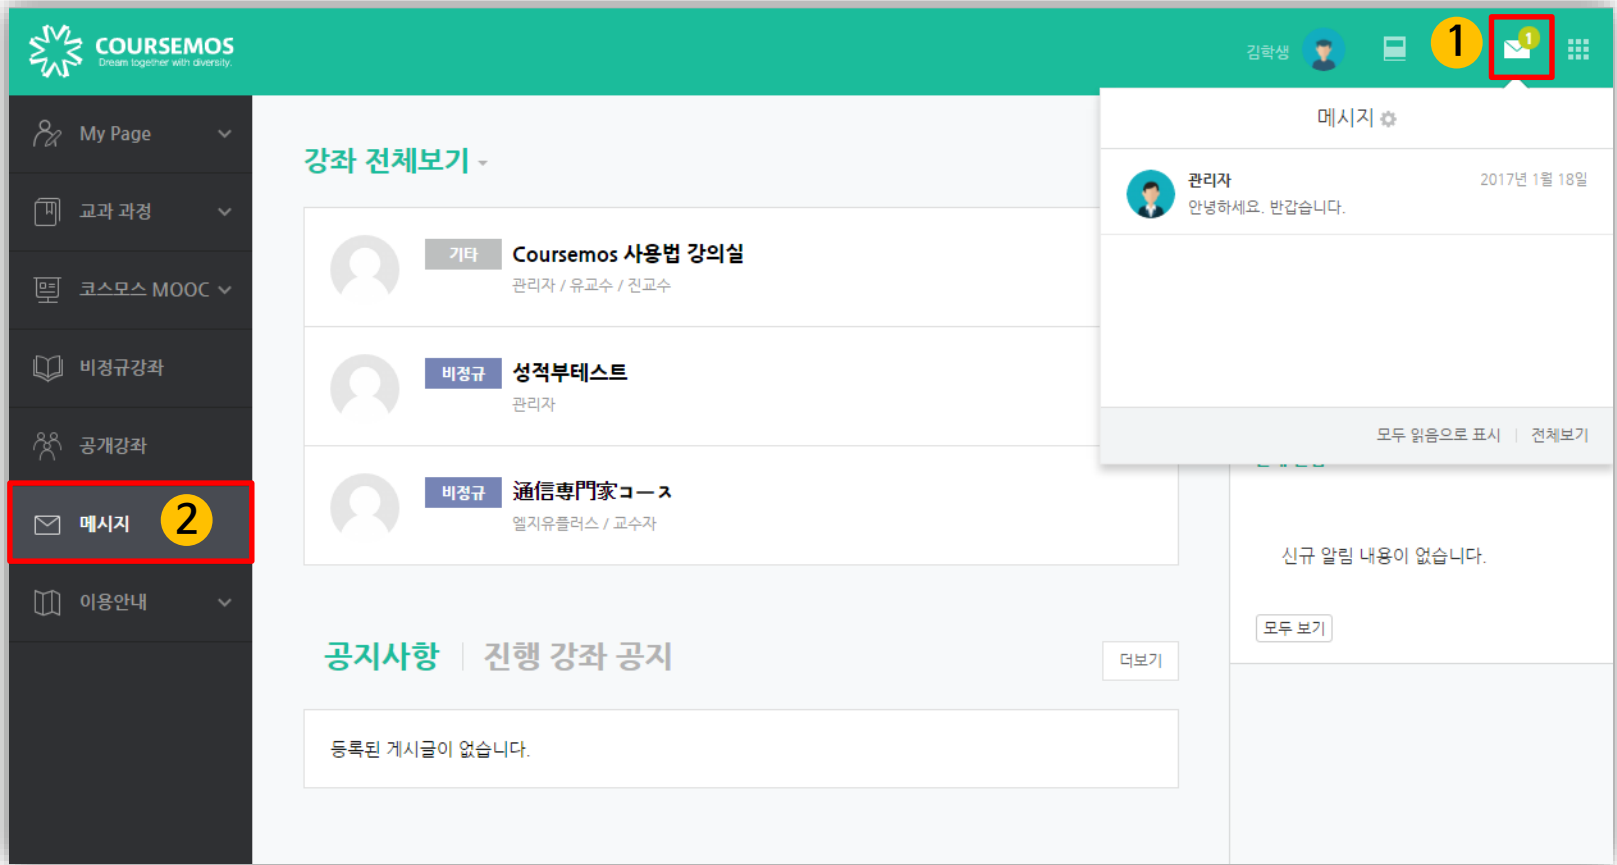 COURSEMOS
Dream together with diversity.
김학생
1
1
My Page
교과 과정
코스모스 MOOC
비정규강좌
공개강좌
메시지
2
이용안내
강좌 전체보기
기타
Coursemos 사용법 강의실
관리자 / 유교수 / 진교수
비정규
성적부테스트
관리자
비정규
通信専門家コース
엘지유플러스 / 교수자
공지사항
진행 강좌 공지
더보기
등록된 게시글이 없습니다.
메시지
관리자
2017년 1월 18일
안녕하세요. 반갑습니다.
모두 읽음으로 표시
전체보기
신규 알림 내용이 없습니다.
모두 보기